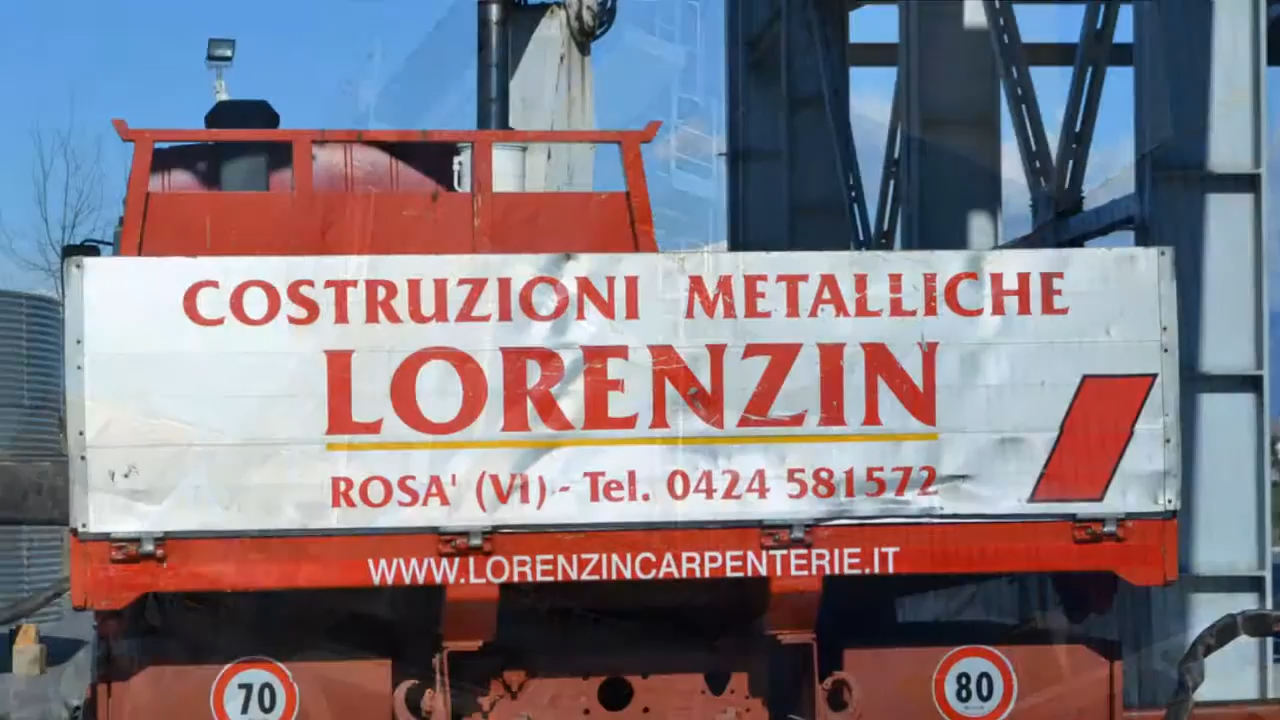 COSTRUZIONI METALLICHE
LORENZIN
ROSA' (VI) - Tel. 0424 581572
WWW.LORENZINCARPENTERIE.IT
70
80